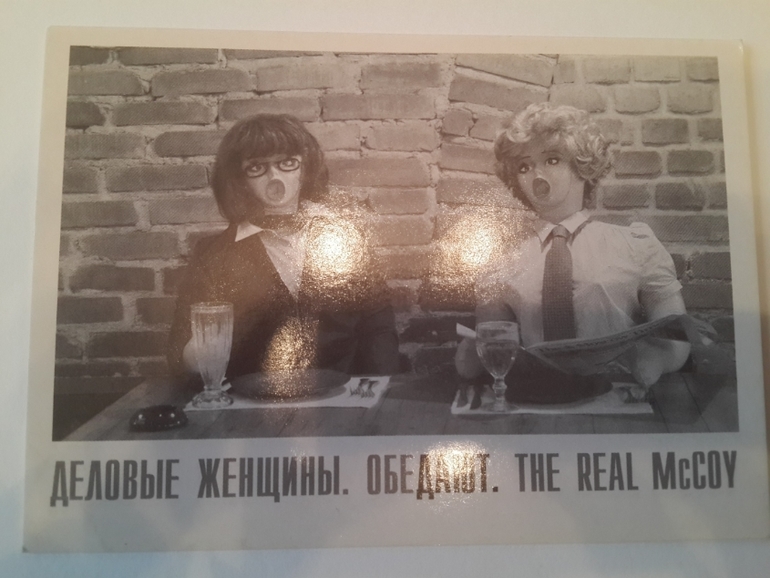 ДЕЛОВЫЕ ЖЕНЩИНЫ. ОБЕДАЮТ. THE REAL McCOY